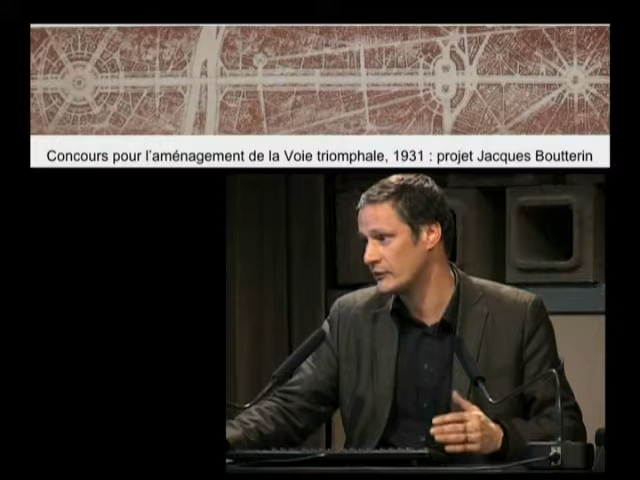 Concours pour l'aménagement de la Voie triomphale, 1931 : projet Jacques Boutterin